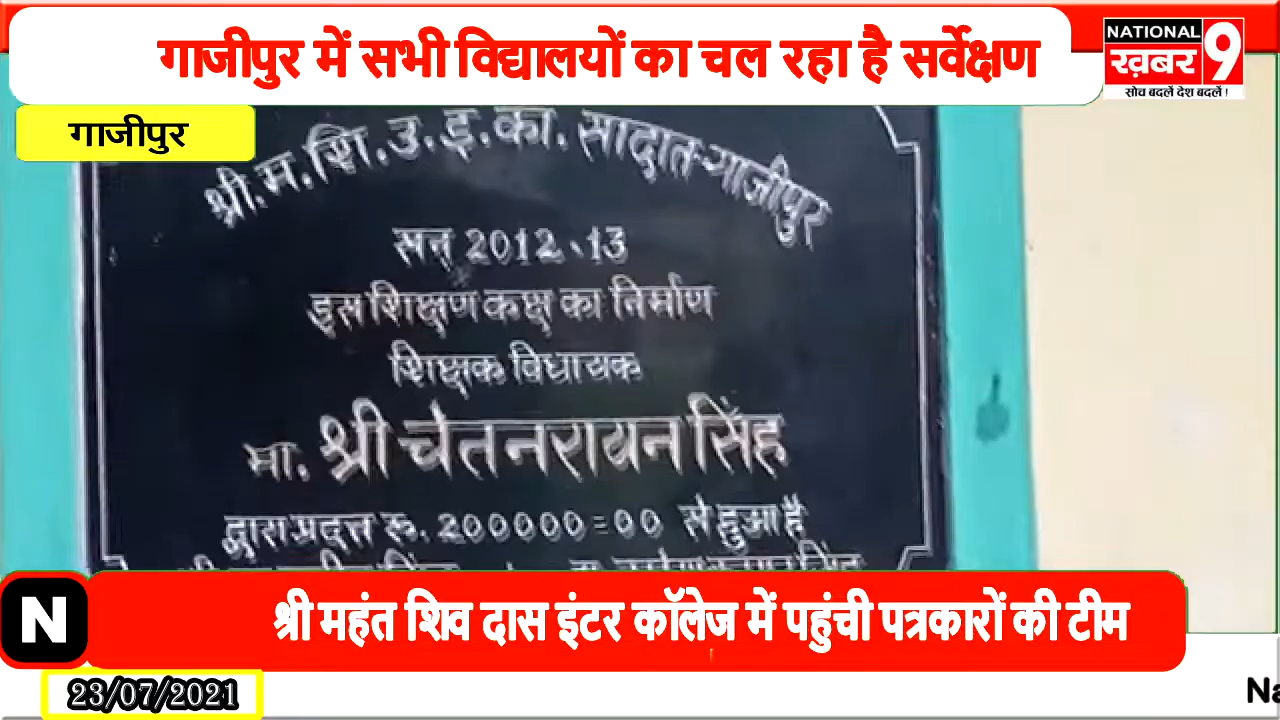 गाजीपुर में सभी विद्यालयों का चल रहा है सर्वेक्षण
NATIONAL
ख़बर 9
सोच बदलें देश बदलें !
गाजीपुर
श्री.म.शि.उ.इ.का. सादात-गाजीपुर
सन् 2012-13
इस शिक्षण कक्ष का निर्माण
शिक्षक विधायक
मा. श्री चेतनरायन सिंह
द्वारा प्रदत्त रू. 200000=00 से हुआ है
N
श्री महंत शिव दास इंटर कॉलेज में पहुंची पत्रकारों की टीम
23/07/2021
Na